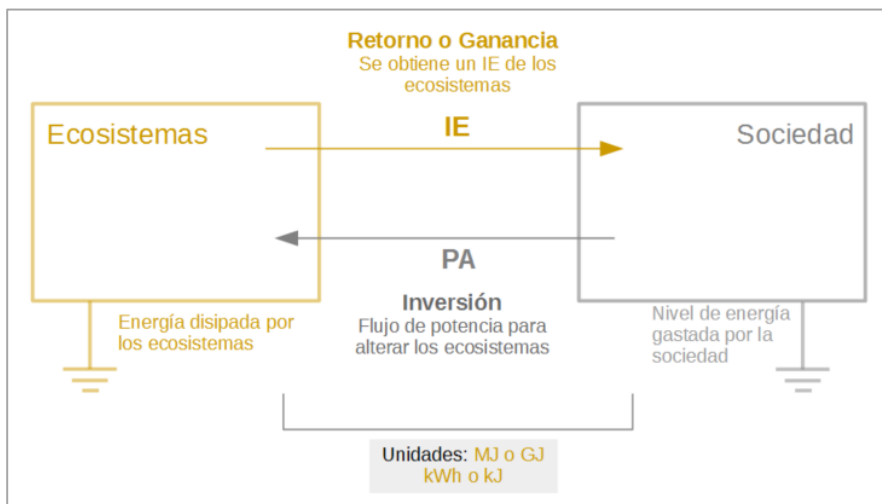 Retorno o Ganancia
Se obtiene un IE de los
ecosistemas
Ecosistemas
IE
Sociedad
PA
Inversión
Flujo de potencia para
alterar los ecosistemas
Energía disipada por
los ecosistemas
Nivel de energía
gastada por la
sociedad
Unidades: MJ o GJ
kWh o kJ